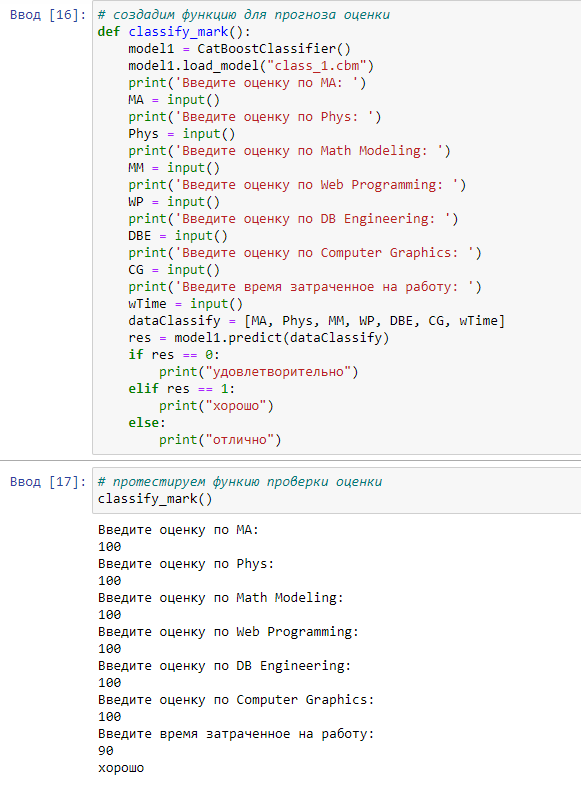 Ввод [16]: # создадим функцию для прогноза оценки
def classify_mark():
    model1 = CatBoostClassifier()
    model1.load_model("class_1.cbm")
    print('Введите оценку по MA: ')
    MA = input()
    print('Введите оценку по Phys: ')
    Phys = input()
    print('Введите оценку по Math Modeling: ')
    MM = input()
    print('Введите оценку по Web Programming: ')
    WP = input()
    print('Введите оценку по DB Engineering: ')
    DBE = input()
    print('Введите оценку по Computer Graphics: ')
    CG = input()
    print('Введите время затраченное на работу: ')
    wTime = input()
    dataClassify = [MA, Phys, MM, WP, DBE, CG, wTime]
    res = model1.predict(dataClassify)
    if res == 0:
        print("удовлетворительно")
    elif res == 1:
        print("хорошо")
    else:
        print("отлично")
Ввод [17]: # протестируем функию проверки оценки
classify_mark()
Введите оценку по MA:
100
Введите оценку по Phys:
100
Введите оценку по Math Modeling:
100
Введите оценку по Web Programming:
100
Введите оценку по DB Engineering:
100
Введите оценку по Computer Graphics:
100
Введите время затраченное на работу:
90
хорошо